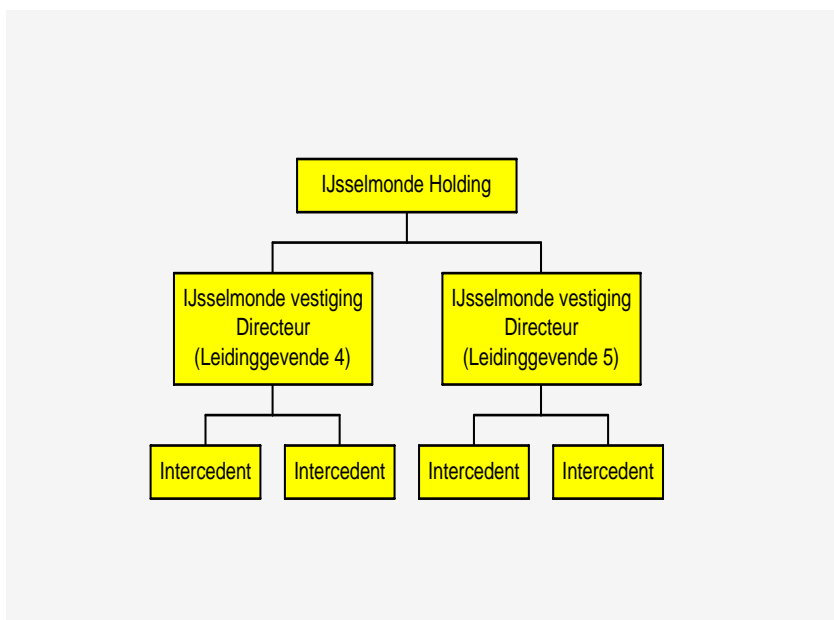 IJsselmonde Holding
IJsselmonde vestiging
Directeur
(Leidinggevende 4)
IJsselmonde vestiging
Directeur
(Leidinggevende 5)
Intercedent
Intercedent
Intercedent
Intercedent